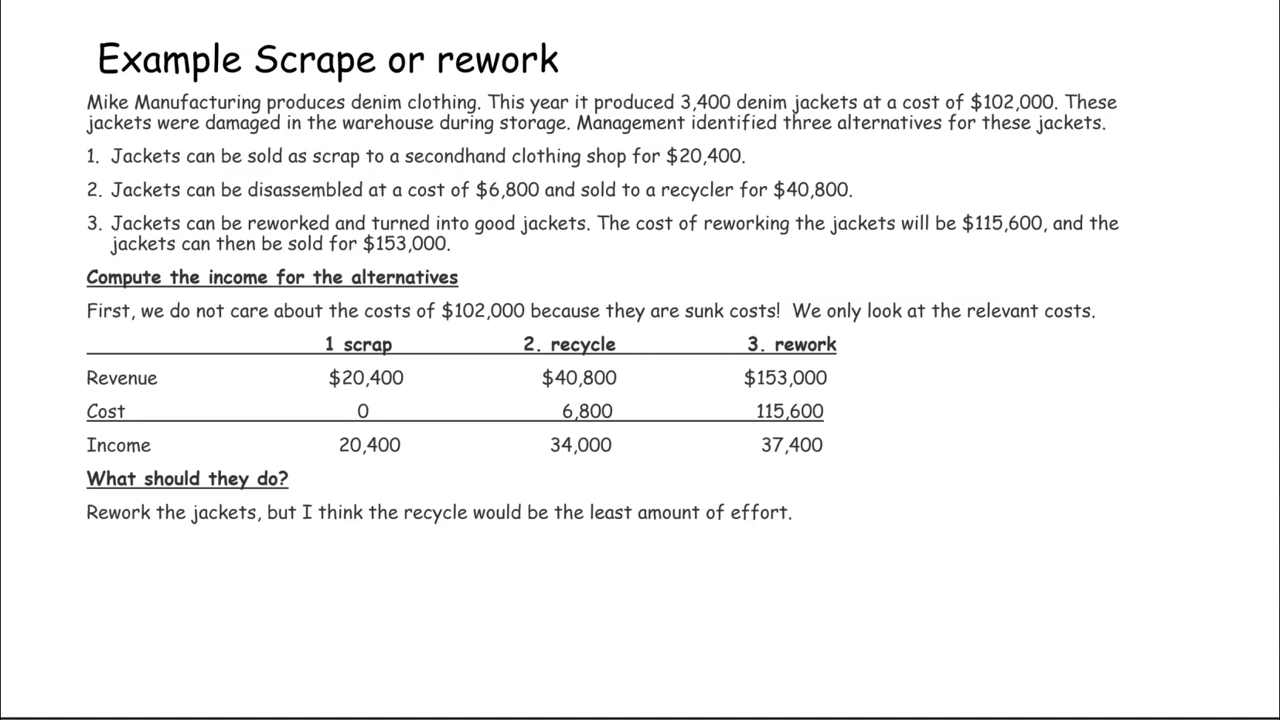 Example Scrape or rework
Mike Manufacturing produces denim clothing. This year it produced 3,400 denim jackets at a cost of $102,000. These
jackets were damaged in the warehouse during storage. Management identified three alternatives for these jackets.
1. Jackets can be sold as scrap to a secondhand clothing shop for $20,400.
2. Jackets can be disassembled at a cost of $6,800 and sold to a recycler for $40,800.
3. Jackets can be reworked and turned into good jackets. The cost of reworking the jackets will be $115,600, and the
jackets can then be sold for $153,000.
Compute the income for the alternatives
First, we do not care about the costs of $102,000 because they are sunk costs! We only look at the relevant costs.
1 scrap 2. recycle 3. rework
Revenue $20,400 $40,800 $153,000
Cost 0 6,800 115,600
Income 20,400 34,000 37,400
What should they do?
Rework the jackets, but I think the recycle would be the least amount of effort.